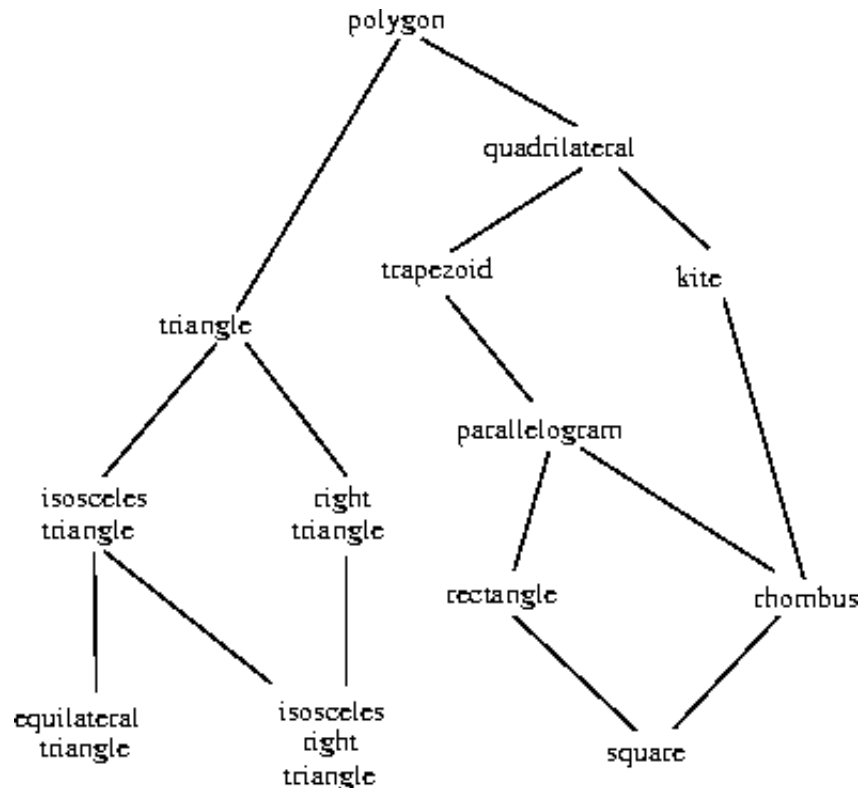 polygon
quadrilateral
trapezoid
kite
triangle
parallelogram
isosceles
triangle
right
triangle
rectangle
rhombus
equilateral
triangle
isosceles
right
triangle
square